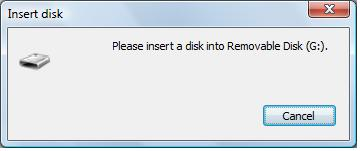 Insert disk
Please insert a disk into Removable Disk (G:).
Cancel